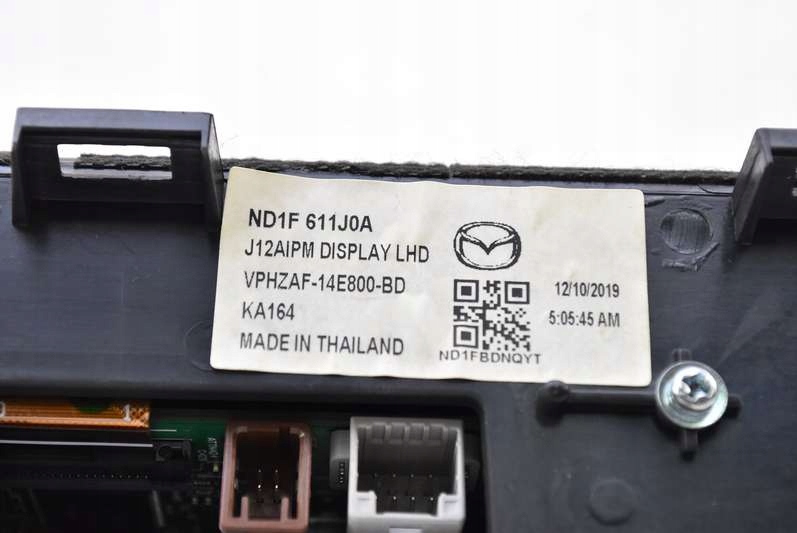 ND1F 611J0A
J12AIPM DISPLAY LHD
VPHZAF-14E800-BD
KA164
MADE IN THAILAND
12/10/2019
5:05:45 AM
ND1FBDNQYT
1